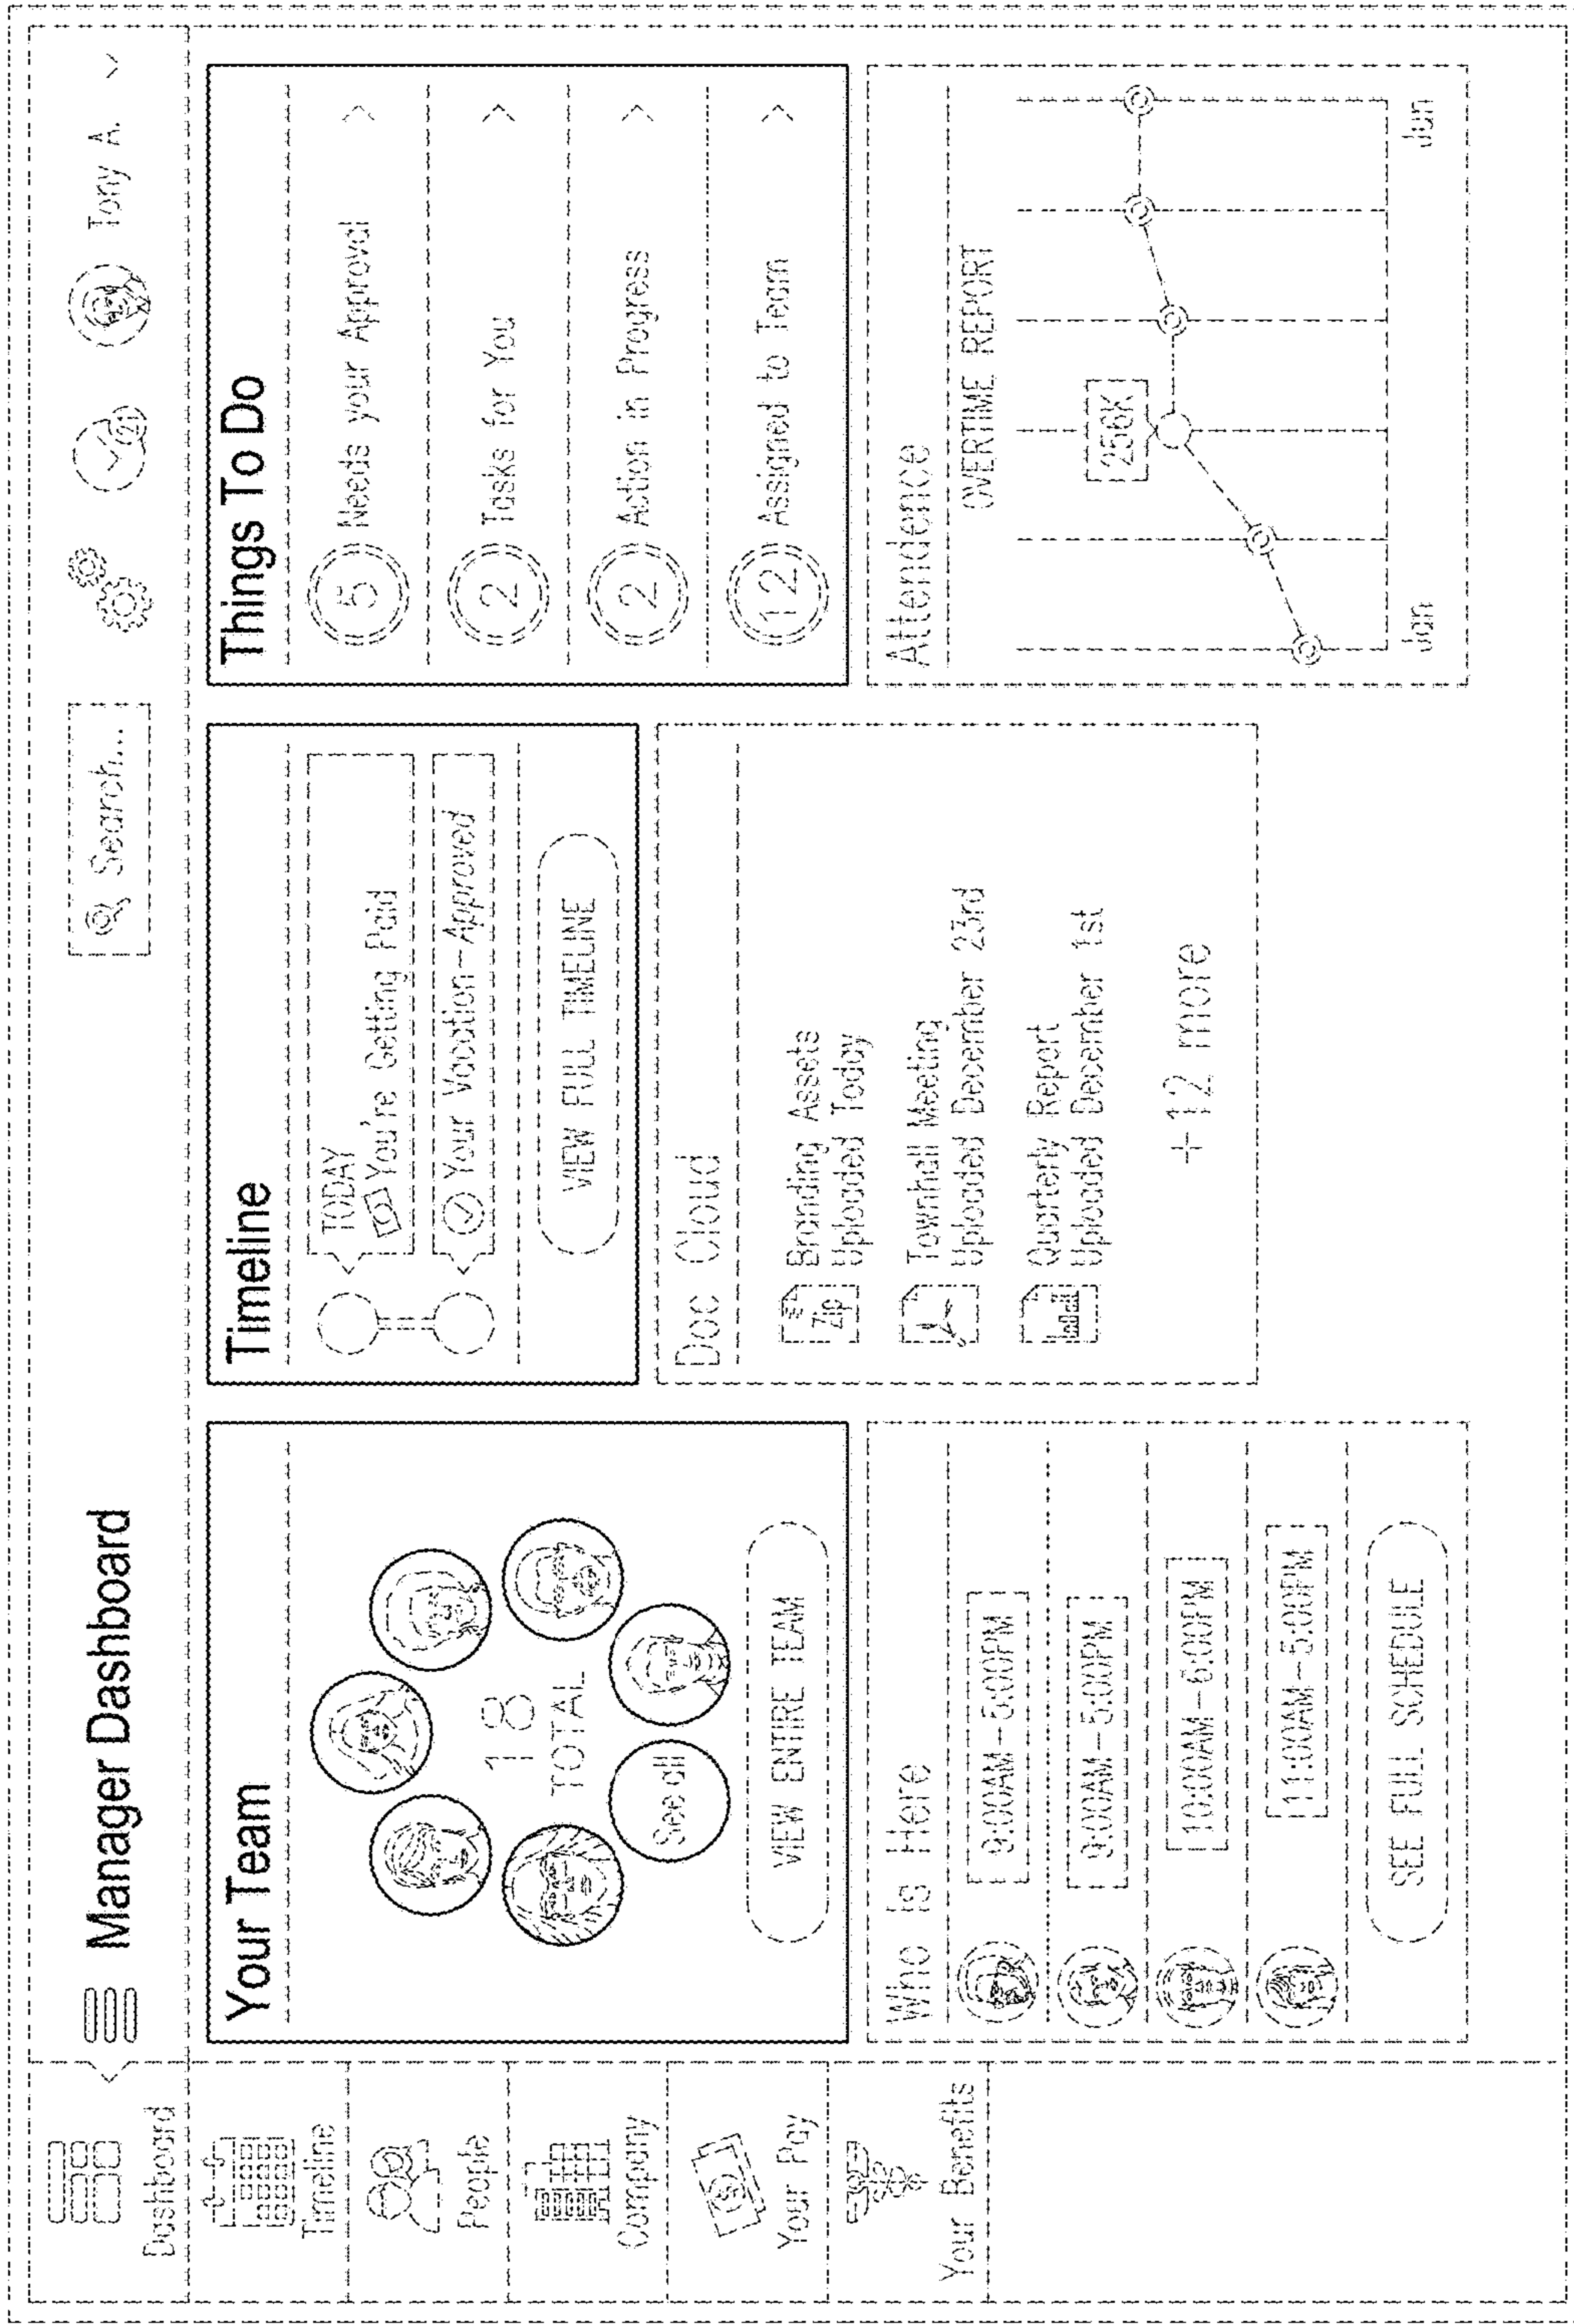 Manager Dashboard
Search...
Tony A.
Dashboard
Timeline
People
Company
Your Pay
Your Benefits
Your Team
18
TOTAL
See all
VIEW ENTIRE TEAM
Who is Here
9:00AM-5:00PM
9:00AM-5:00PM
10:00AM-6:00PM
11:00AM-5:00PM
SEE FULL SCHEDULE
Timeline
TODAY
You're Getting Paid
Your Vacation-Approved
VIEW FULL TIMELINE
Doc Cloud
Zip
Branding Assets
Uploaded Today
Townhall Meeting
Uploaded December 23rd
Quarterly Report
Uploaded December 1st
+12 more
Things To Do
5 Needs your Approval
2 Tasks for You
2 Action in Progress
12 Assigned to Team
Attendence
OVERTIME REPORT
256K
Jan
Jun